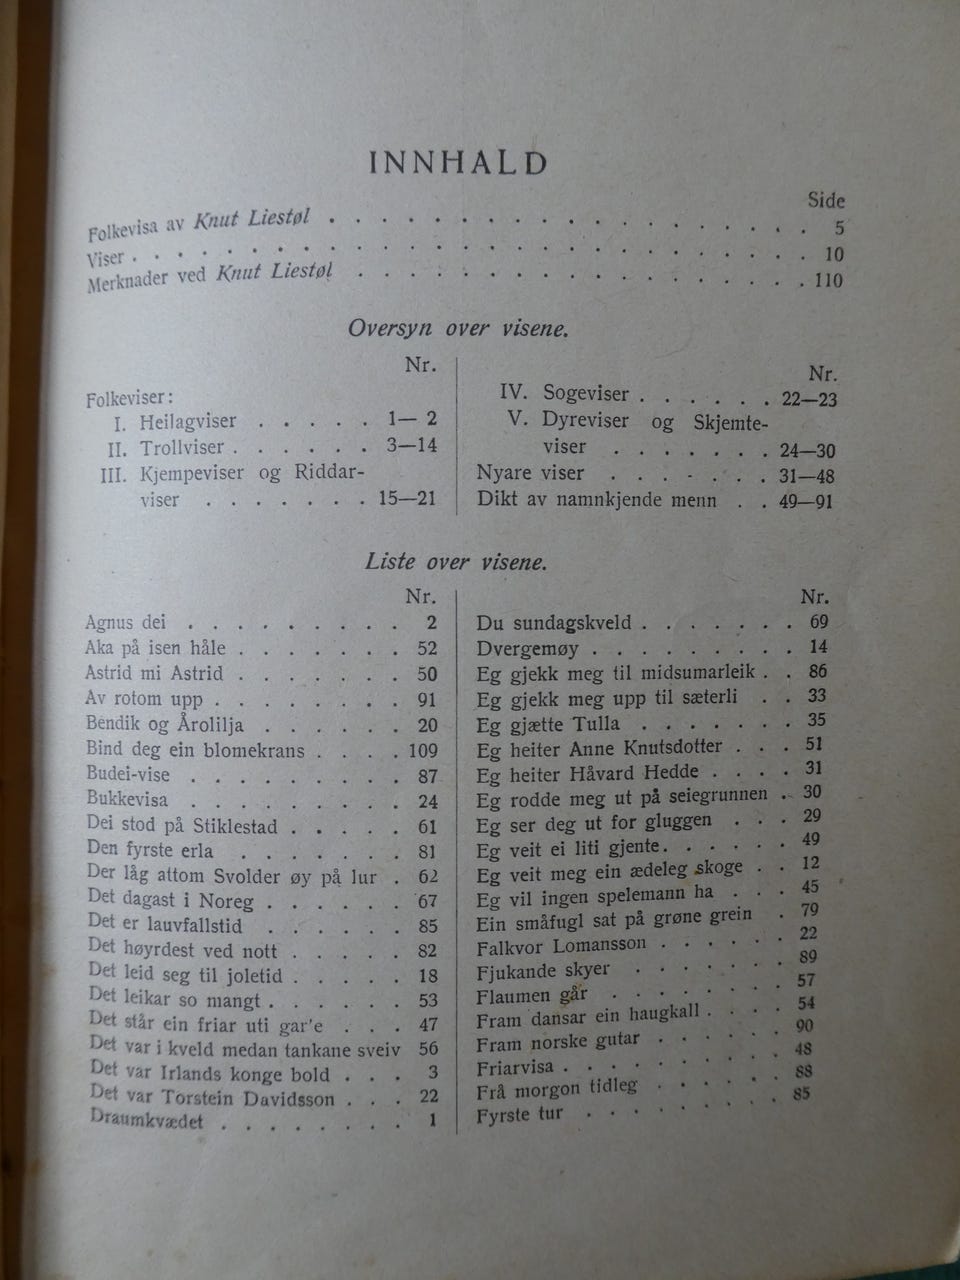 INNHALD
Side
Folkevisa av Knut Liestøl . . . . . . . . . . . . . . . . . . . 5
Viser . . . . . . . . . . . . . . . . . . . . . . . . . . 10
Merknader ved Knut Liestøl . . . . . . . . . . . . . . . . . . 110
Oversyn over visene.
Nr.
Folkeviser:
I. Heilagviser . . . . . 1— 2
II. Trollviser . . . . . . 3—14
III. Kjempeviser og Riddar-
viser . . . . . . . 15—21
Nr.
IV. Sogeviser . . . . . . 22—23
V. Dyreviser og Skjemte-
viser . . . . . . . 24—30
Nyare viser . . . . . . . 31—48
Dikt av namnkjende menn . . 49—91
Liste over visene.
Nr.
Agnus dei . . . . . . . . . 2
Aka på isen håle . . . . . . . 52
Astrid mi Astrid . . . . . . . 50
Av rotom upp . . . . . . . . 91
Bendik og Årolilja . . . . . . 20
Bind deg ein blomekrans . . . . 109
Budei-vise . . . . . . . . . 87
Bukkevisa . . . . . . . . . 24
Dei stod på Stiklestad . . . . . 61
Den fyrste erla . . . . . . . 81
Der låg attom Svolder øy på lur . 62
Det dagast i Noreg . . . . . . 67
Det er lauvfallstid . . . . . . 85
Det høyrdest ved nott . . . . . 82
Det leid seg til joletid . . . . . 18
Det leikar so mangt . . . . . . 53
Det står ein friar uti gar'e . . . 47
Det var i kveld medan tankane sveiv 56
Det var Irlands konge bold . . . 3
Det var Torstein Davidsson . . . 22
Draumkvædet . . . . . . . . 1
Nr.
Du sundagskveld . . . . . . . 69
Dvergemøy . . . . . . . . . 14
Eg gjekk meg til midsumarleik . . 86
Eg gjekk meg upp til sæterli . . 33
Eg gjætte Tulla . . . . . . . 35
Eg heiter Anne Knutsdotter . . . 51
Eg heiter Håvard Hedde . . . . 31
Eg rodde meg ut på seiegrunnen . . 30
Eg ser deg ut for gluggen . . . 29
Eg veit ei liti gjente . . . . . . 49
Eg veit meg ein ædeleg skoge . . 12
Eg vil ingen spelemann ha . . . 45
Ein småfugl sat på grøne grein . 79
Falkvor Lomansson . . . . . . 22
Fjukande skyer . . . . . . . 89
Flaumen går . . . . . . . . 57
Fram dansar ein haugkall . . . . 54
Fram norske gutar . . . . . . 90
Friarvisa . . . . . . . . . . 48
Frå morgon tidleg . . . . . . 88
Fyrste tur . . . . . . . . . 85